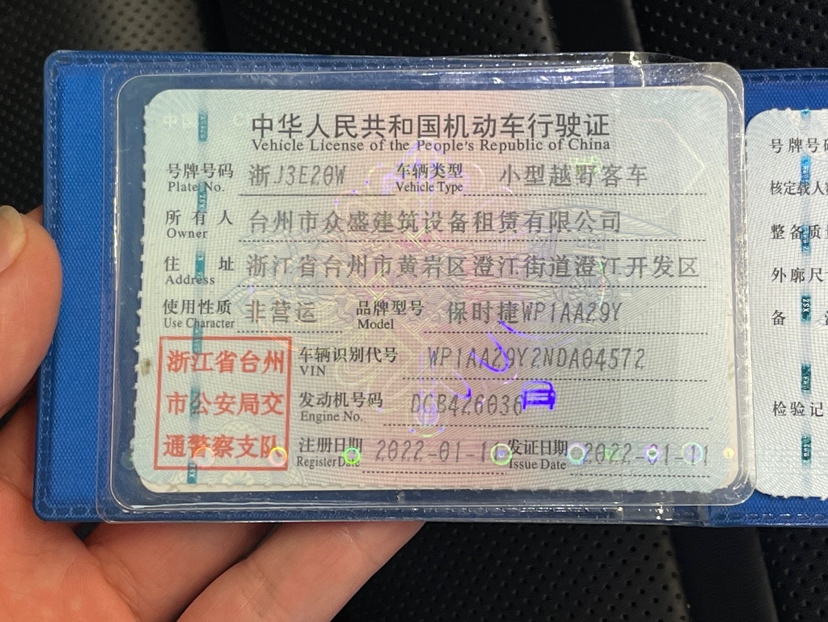 中华人民共和国机动车行驶证
Vehicle License of the People's Republic of China
号牌号码 浙J3E20W 车辆类型 小型越野客车
Plate No. Vehicle Type
所有人 台州市众盛建筑设备租赁有限公司
Owner
住址 浙江省台州市黄岩区澄江街道澄江开发区
Address
使用性质 非营运 品牌型号 保时捷WP1AA29Y
Use Character Model
浙江省台州
市公安局交
通警察支队
车辆识别代号 WP1AA29Y2NDA04572
VIN
发动机号码 DCB426036
Engine No.
注册日期 2022-01-11 发证日期 2022-01-11
Register Date Issue Date
号牌号码
核定载人
整备质
外廓尺
备
检验记